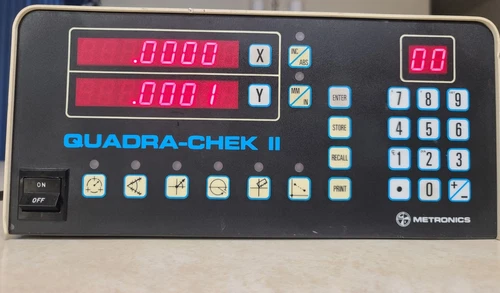 .0000 X INC/ABS 00
.0001 Y MM/IN
ENTER 7 8 9
STORE 4 5 6
QUADRA-CHEK II
RECALL 1 2 3
ON
OFF
PRINT • 0 +/-
METRONICS